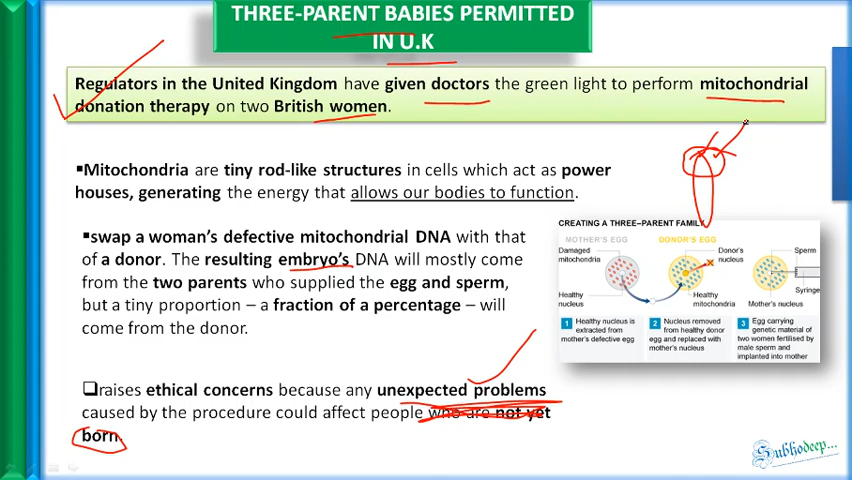 THREE-PARENT BABIES PERMITTED
IN U.K
Regulators in the United Kingdom have given doctors the green light to perform mitochondrial
donation therapy on two British women.
▪Mitochondria are tiny rod-like structures in cells which act as power
houses, generating the energy that allows our bodies to function.
▪swap a woman's defective mitochondrial DNA with that
of a donor. The resulting embryo's DNA will mostly come
from the two parents who supplied the egg and sperm,
but a tiny proportion – a fraction of a percentage – will
come from the donor.
❑raises ethical concerns because any unexpected problems
caused by the procedure could affect people who are not yet
born.
CREATING A THREE-PARENT FAMILY
MOTHER'S EGG
DONOR'S EGG
Damaged
mitochondria
Donor's
nucleus
Sperm
Syringe
Healthy
nucleus
Healthy
mitochondria
Mother's nucleus
1 Healthy nucleus is
extracted from
mother's defective egg
2 Nucleus removed
from healthy donor
egg and replaced with
mother's nucleus
3 Egg carrying
genetic material of
two women fertilised by
male sperm and
implanted into mother
Subhodeep...